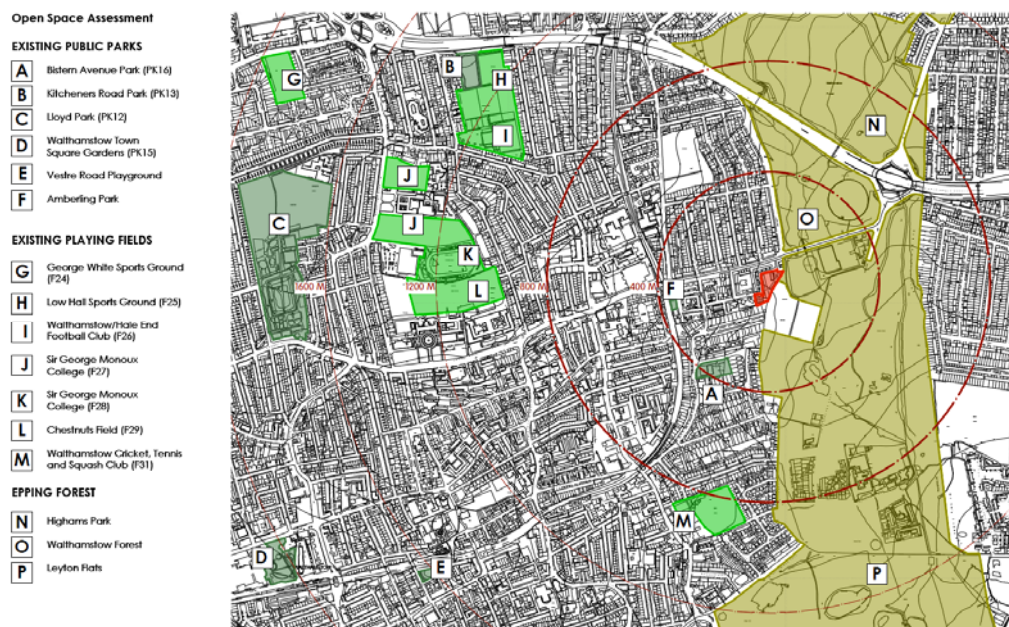 Open Space Assessment
EXISTING PUBLIC PARKS
A Bistern Avenue Park (PK16)
B Kitcheners Road Park (PK13)
C Lloyd Park (PK12)
D Walthamstow Town
Square Gardens (PK15)
E Vestre Road Playground
F Amberling Park
EXISTING PLAYING FIELDS
G George White Sports Ground
(F24)
H Low Hall Sports Ground (F25)
I Walthamstow/Hale End
Football Club (F26)
J Sir George Monoux
College (F27)
K Sir George Monoux
College (F28)
L Chestnuts Field (F29)
M Walthamstow Cricket, Tennis
and Squash Club (F31)
EPPING FOREST
N Highams Park
O Walthamstow Forest
P Leyton Flats
G
B
H
I
N
J
C
J
O
K
1600 M
1200 M
L
800 M
400 M
F
A
M
D
E
P